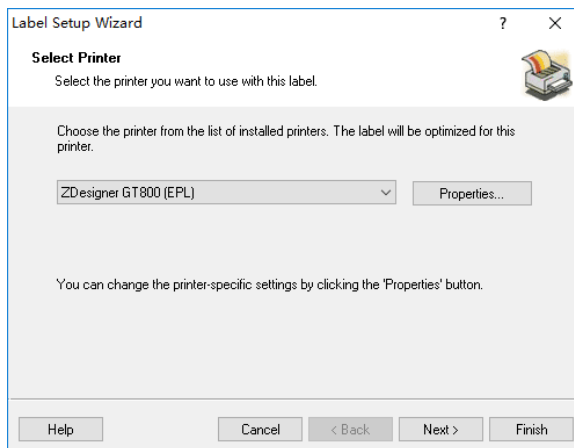 Label Setup Wizard
?
Select Printer
Select the printer you want to use with this label.
Choose the printer from the list of installed printers. The label will be optimized for this
printer.
ZDesigner GT800 (EPL)
Properties...
You can change the printer-specific settings by clicking the 'Properties' button.
Help
Cancel
< Back
Next >
Finish